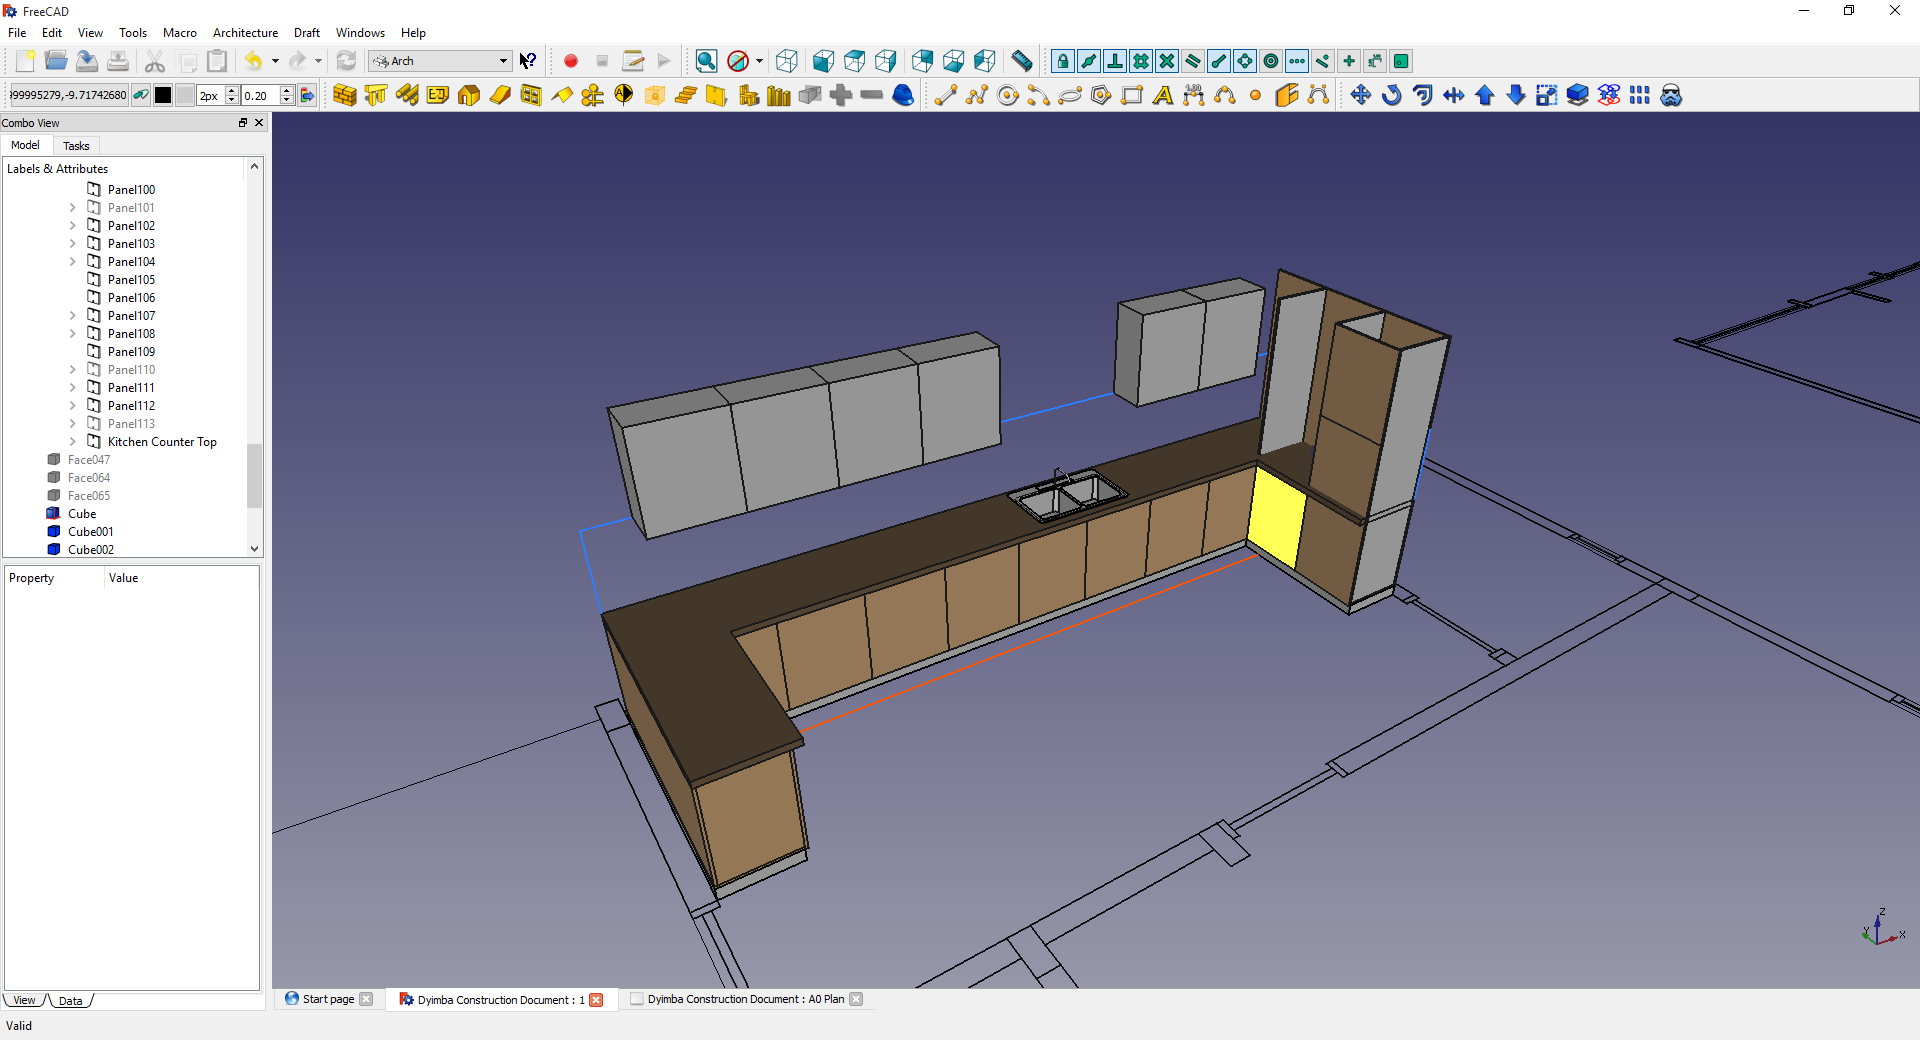 FreeCAD
File Edit View Tools Macro Architecture Draft Windows Help
Arch
999995279,-9.71742680 2px 0.20
1.00
Combo View
Model Tasks
Labels & Attributes
Panel100
Panel101
Panel102
Panel103
Panel104
Panel105
Panel106
Panel107
Panel108
Panel109
Panel110
Panel111
Panel112
Panel113
Kitchen Counter Top
Face047
Face064
Face065
Cube
Cube001
Cube002
Property Value
Z
Y
X
View Data
Start page Dyimba Construction Document : 1 Dyimba Construction Document : A0 Plan
Valid